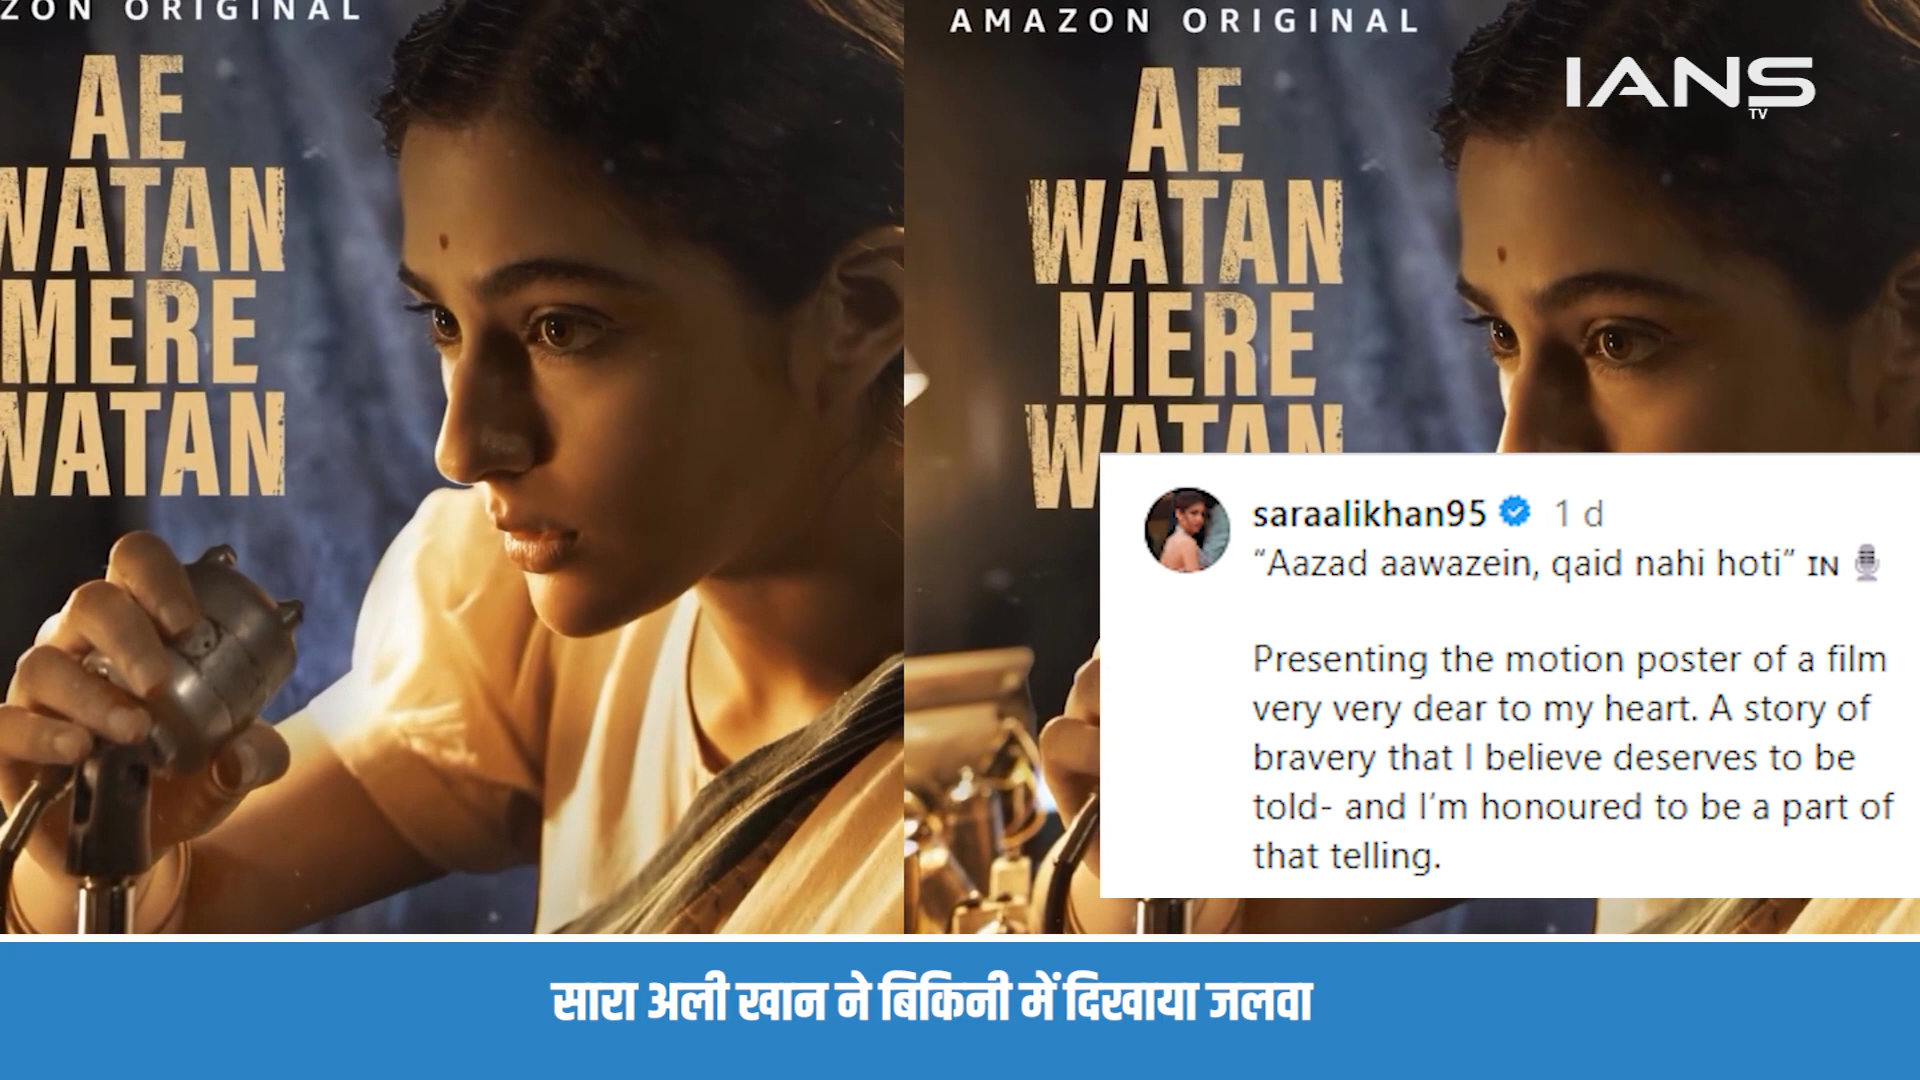 ZON ORIGINAL
AE
WATAN
MERE
WATAN
AMAZON ORIGINAL
AE
WATAN
MERE
WATAN
IANS
TV
saraalikhan95 1 d
“Aazad aawazein, qaid nahi hoti” IN
Presenting the motion poster of a film
very very dear to my heart. A story of
bravery that I believe deserves to be
told- and I’m honoured to be a part of
that telling.
सारा अली खान ने बिकिनी में दिखाया जलवा